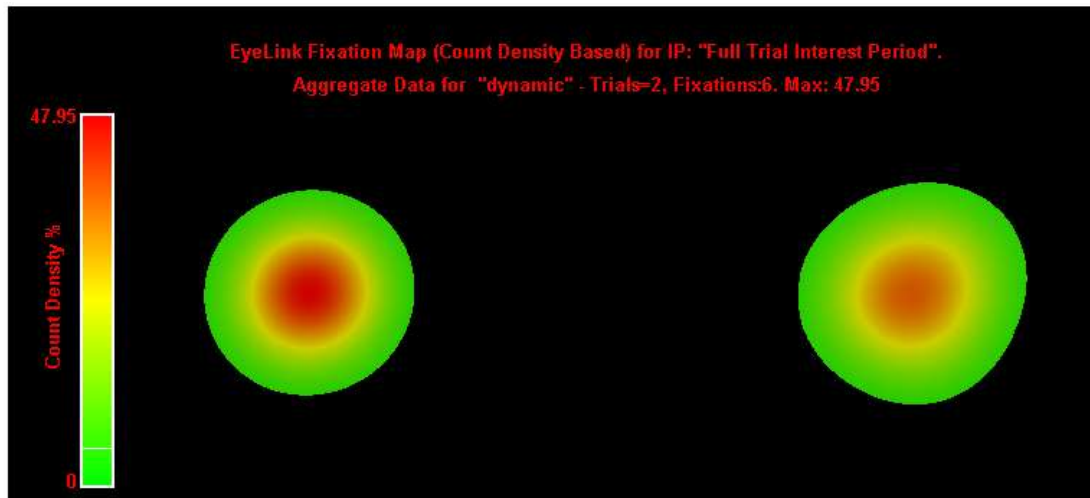 EyeLink Fixation Map (Count Density Based) for IP: "Full Trial Interest Period".
Aggregate Data for "dynamic" - Trials=2, Fixations:6. Max: 47.95
47.95
Count Density %
0